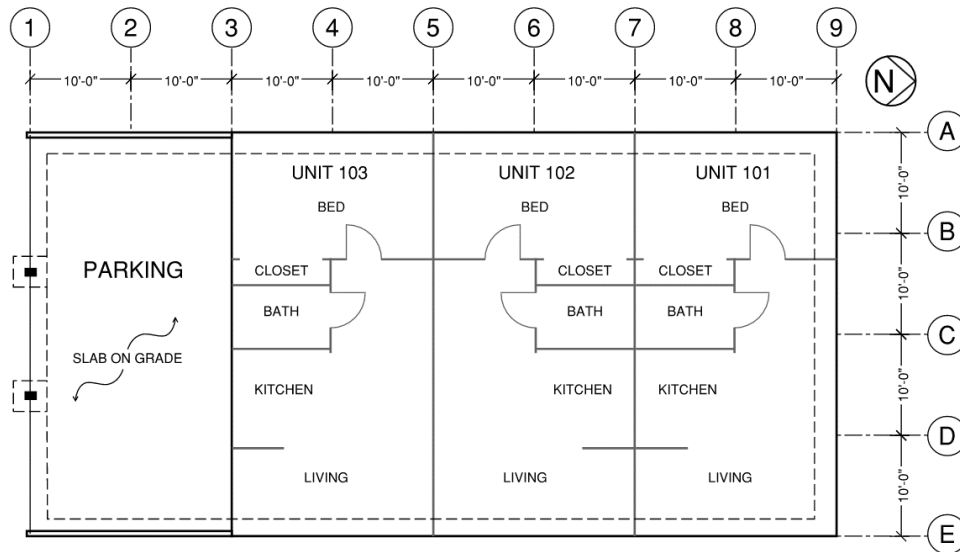 1 2 3 4 5 6 7 8 9
10'-0" 10'-0" 10'-0" 10'-0" 10'-0" 10'-0" 10'-0" 10'-0"
N
A
10'-0"
B
10'-0"
C
10'-0"
D
10'-0"
E
UNIT 103 UNIT 102 UNIT 101
BED BED BED
PARKING
CLOSET CLOSET CLOSET
BATH BATH BATH
SLAB ON GRADE
KITCHEN KITCHEN KITCHEN
LIVING LIVING LIVING